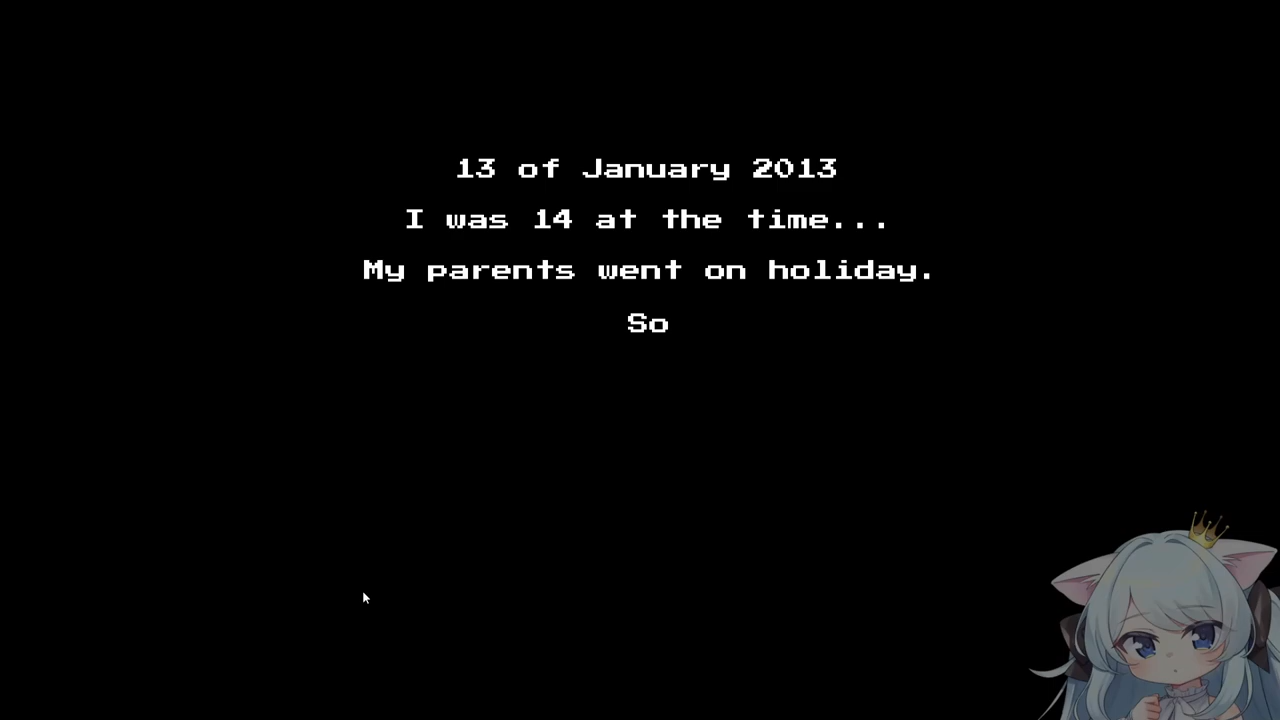 13 of January 2013
I was 14 at the time...
My parents went on holiday.
So